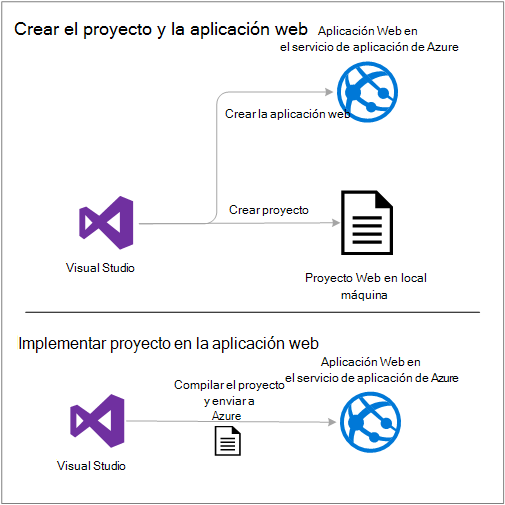 Crear el proyecto y la aplicación web
Aplicación Web en
el servicio de aplicación de Azure
Crear la aplicación web
Crear proyecto
Visual Studio
Proyecto Web en local
máquina
Implementar proyecto en la aplicación web
Aplicación Web en
el servicio de aplicación de Azure
Compilar el proyecto
y enviar a
Azure
Visual Studio